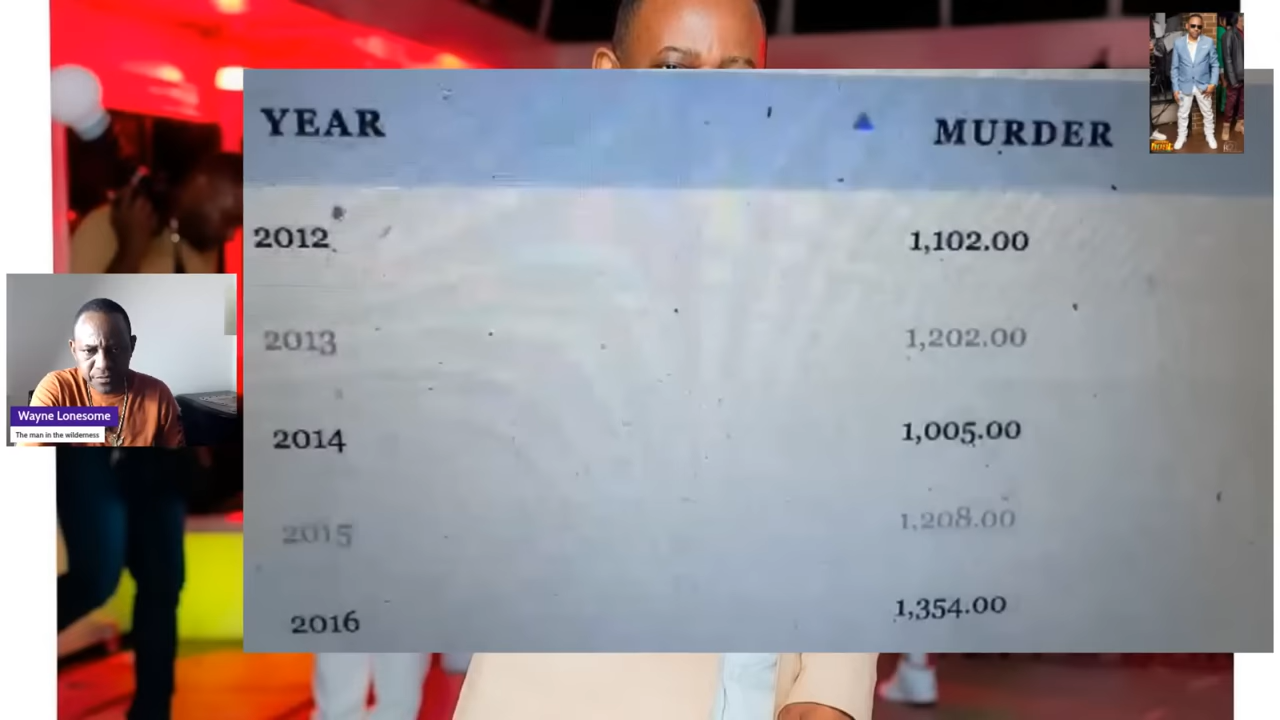 YEAR MURDER
2012 1,102.00
2013 1,202.00
2014 1,005.00
2015 1,208.00
2016 1,354.00
Wayne Lonesome
The man in the wilderness